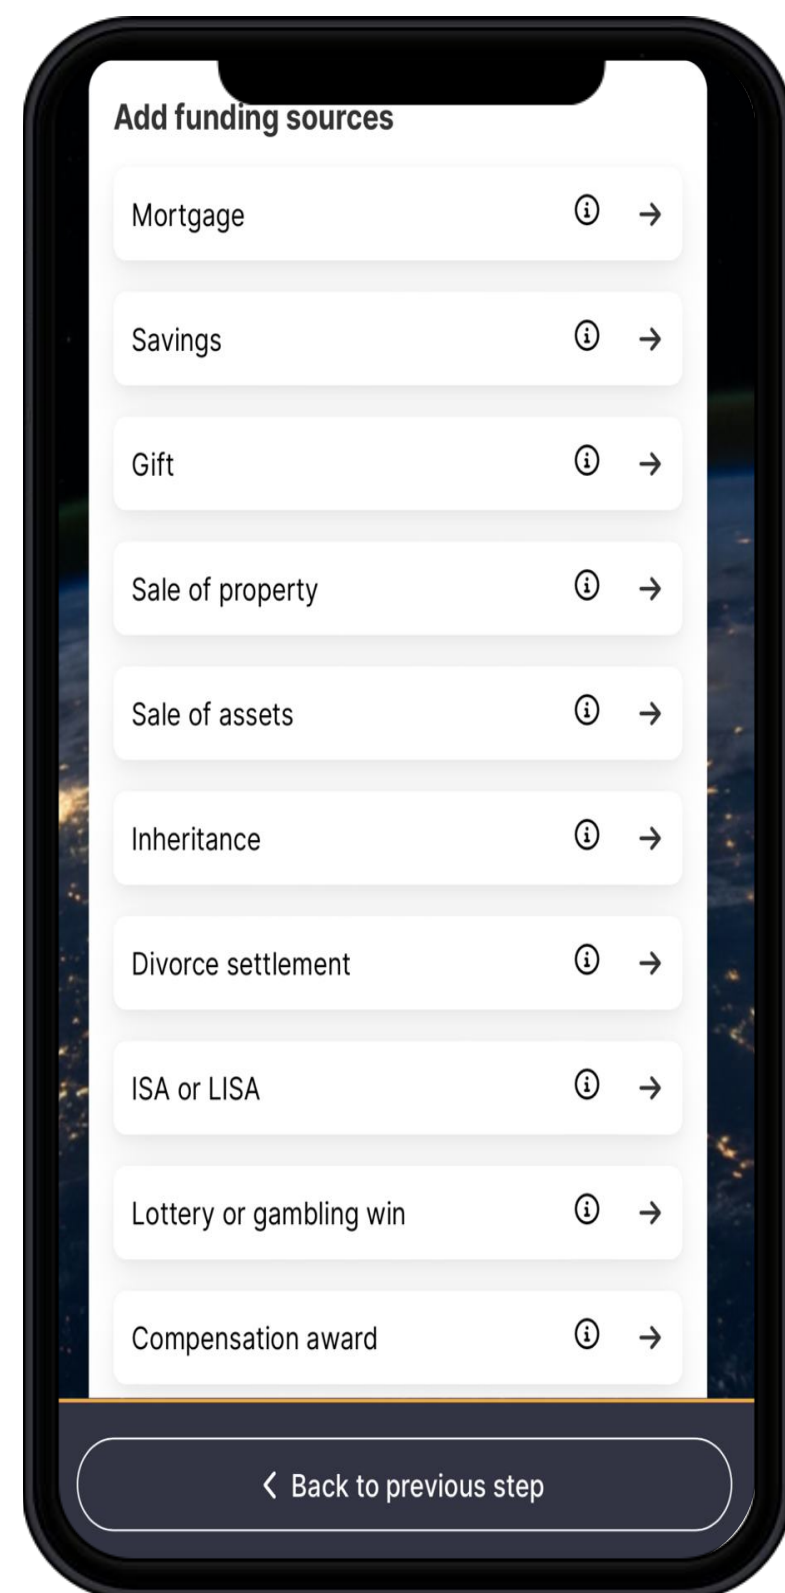 Add funding sources
Mortgage
Savings
Gift
Sale of property
Sale of assets
Inheritance
Divorce settlement
ISA or LISA
Lottery or gambling win
Compensation award
Back to previous step